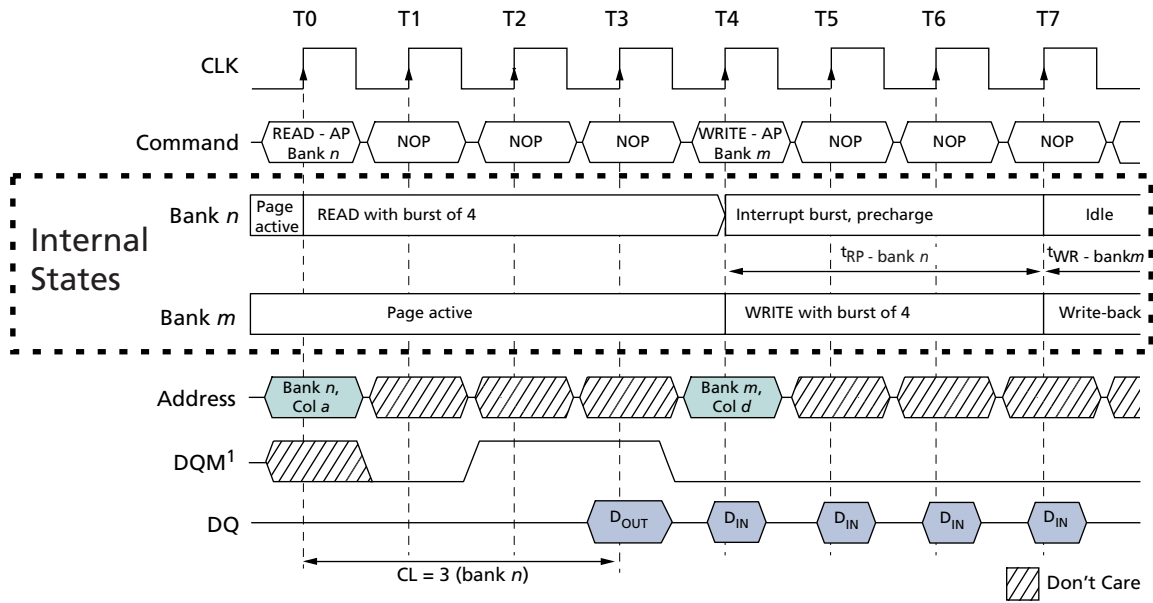 T0 T1 T2 T3 T4 T5 T6 T7
CLK
Command READ - AP Bank n NOP NOP NOP WRITE - AP Bank m NOP NOP NOP
Internal States
Bank n Page active READ with burst of 4 Interrupt burst, precharge Idle
tRP - bank n tWR - bankm
Bank m Page active WRITE with burst of 4 Write-back
Address Bank n, Col a Bank m, Col d
DQM1
DQ DOUT DIN DIN DIN DIN
CL = 3 (bank n)
Don't Care